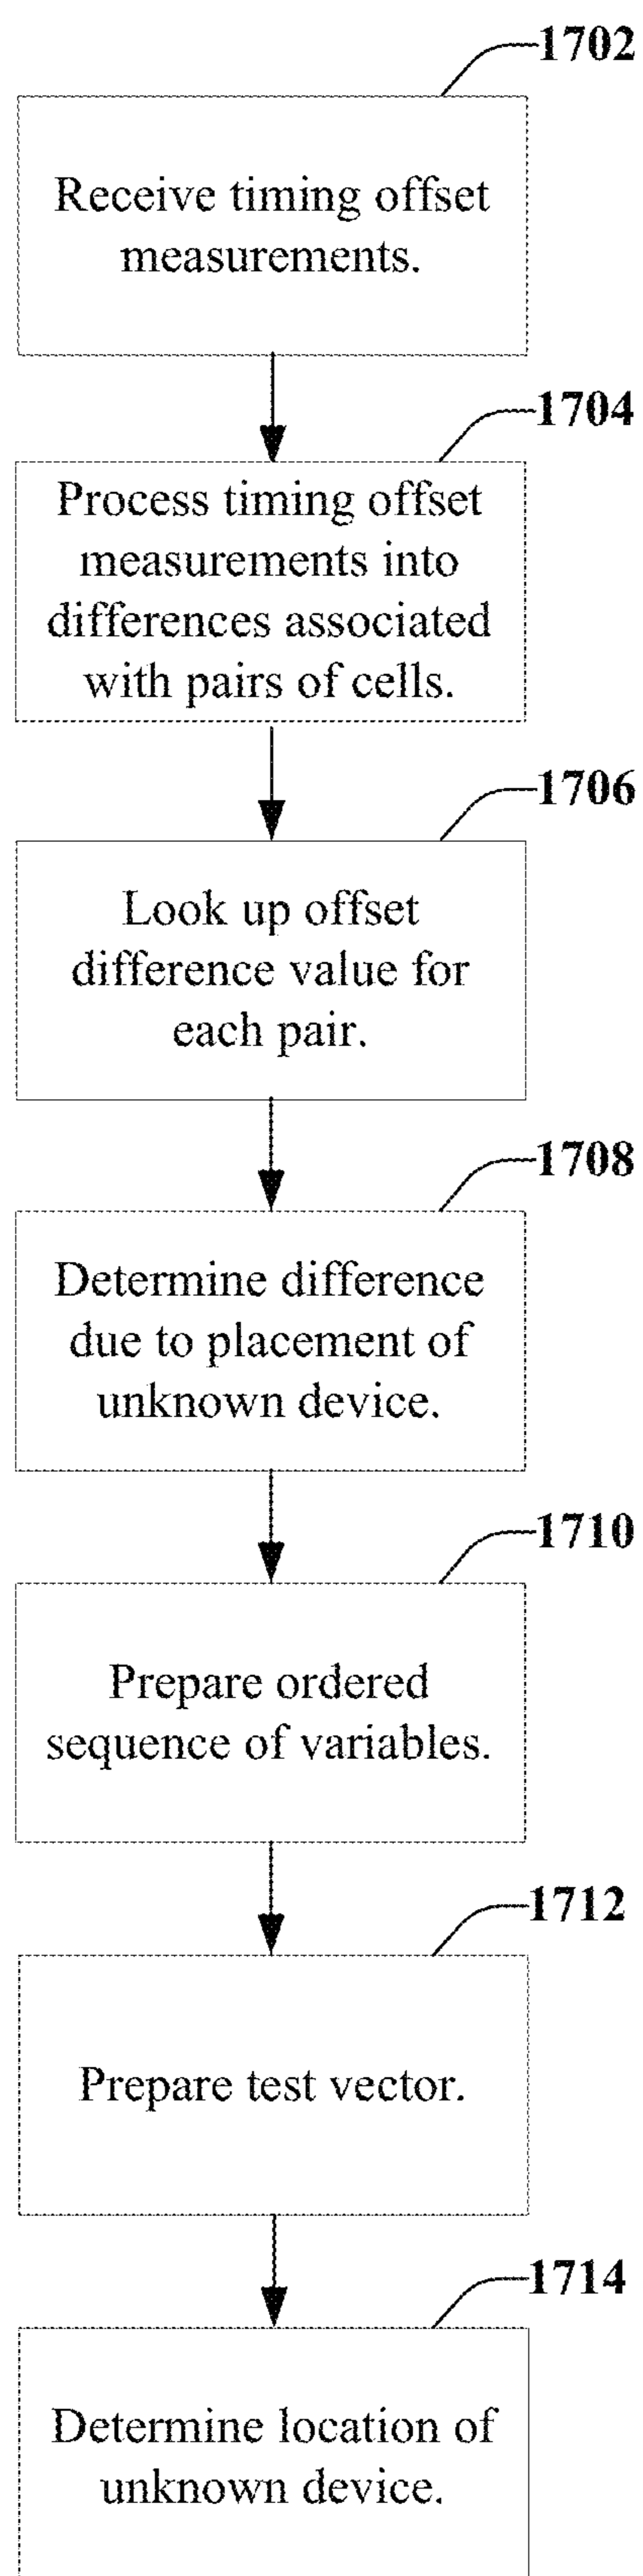 1702
Receive timing offset
measurements.
1704
Process timing offset
measurements into
differences associated
with pairs of cells.
1706
Look up offset
difference value for
each pair.
1708
Determine difference
due to placement of
unknown device.
1710
Prepare ordered
sequence of variables.
1712
Prepare test vector.
1714
Determine location of
unknown device.